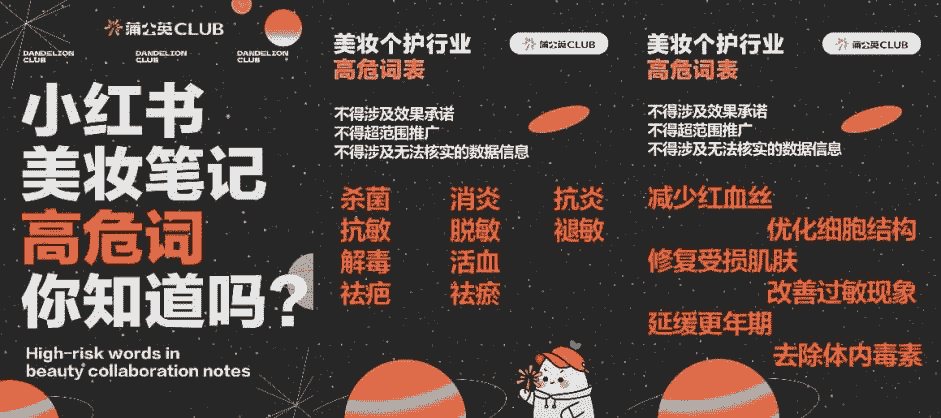 蒲公英CLUB
DANDELION CLUB
DANDELION CLUB
DANDELION CLUB
小红书
美妆笔记
高危词
你知道吗?
High-risk words in
beauty collaboration notes
美妆个护行业
高危词表
蒲公英CLUB
不得涉及效果承诺
不得超范围推广
不得涉及无法核实的数据信息
杀菌 消炎 抗炎
抗敏 脱敏 褪敏
解毒 活血
祛疤 祛瘀
美妆个护行业
高危词表
蒲公英CLUB
不得涉及效果承诺
不得超范围推广
不得涉及无法核实的数据信息
减少红血丝
优化细胞结构
修复受损肌肤
改善过敏现象
延缓更年期
去除体内毒素